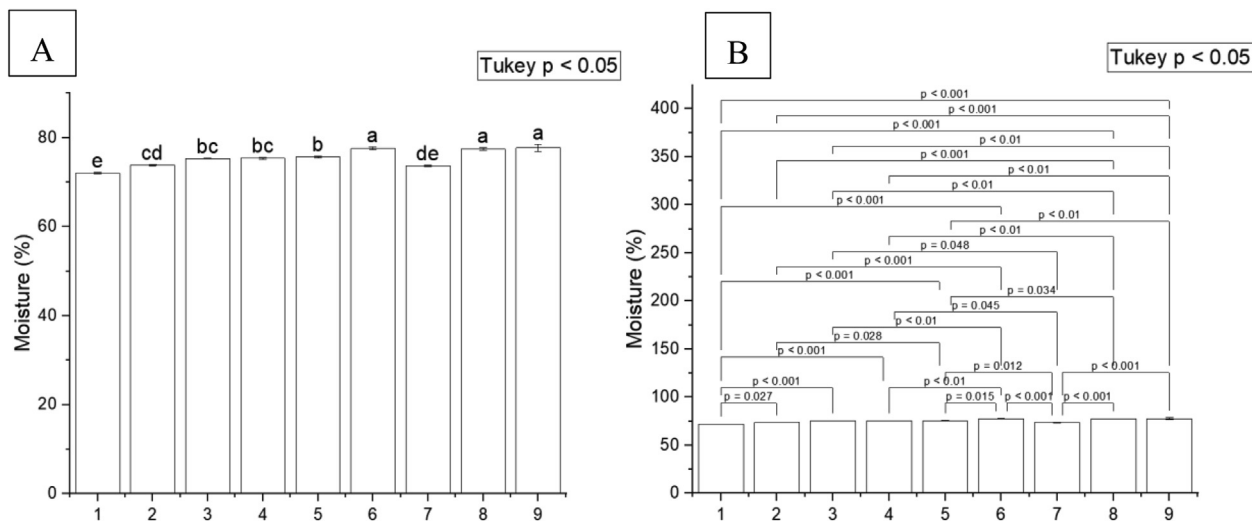 A
Tukey p < 0.05
80
60
40
20
0
Moisture (%)
e
cd
bc
bc
b
a
de
a
a
1 2 3 4 5 6 7 8 9
B
Tukey p < 0.05
400
350
300
250
200
150
100
50
0
Moisture (%)
p < 0.001
p < 0.001
p < 0.001
p < 0.01
p < 0.001
p < 0.01
p < 0.01
p < 0.001
p < 0.01
p < 0.01
p = 0.048
p < 0.001
p < 0.001
p = 0.034
p = 0.045
p < 0.01
p = 0.028
p < 0.001
p = 0.012
p < 0.001
p < 0.001
p < 0.01
p = 0.027
p = 0.015
p < 0.001
p < 0.001
1 2 3 4 5 6 7 8 9